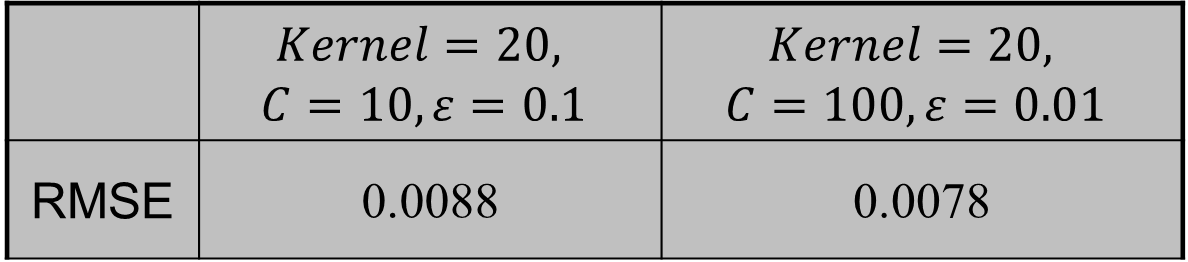 Kernel = 20,
C = 10, ε = 0.1
Kernel = 20,
C = 100, ε = 0.01
RMSE
0.0088
0.0078